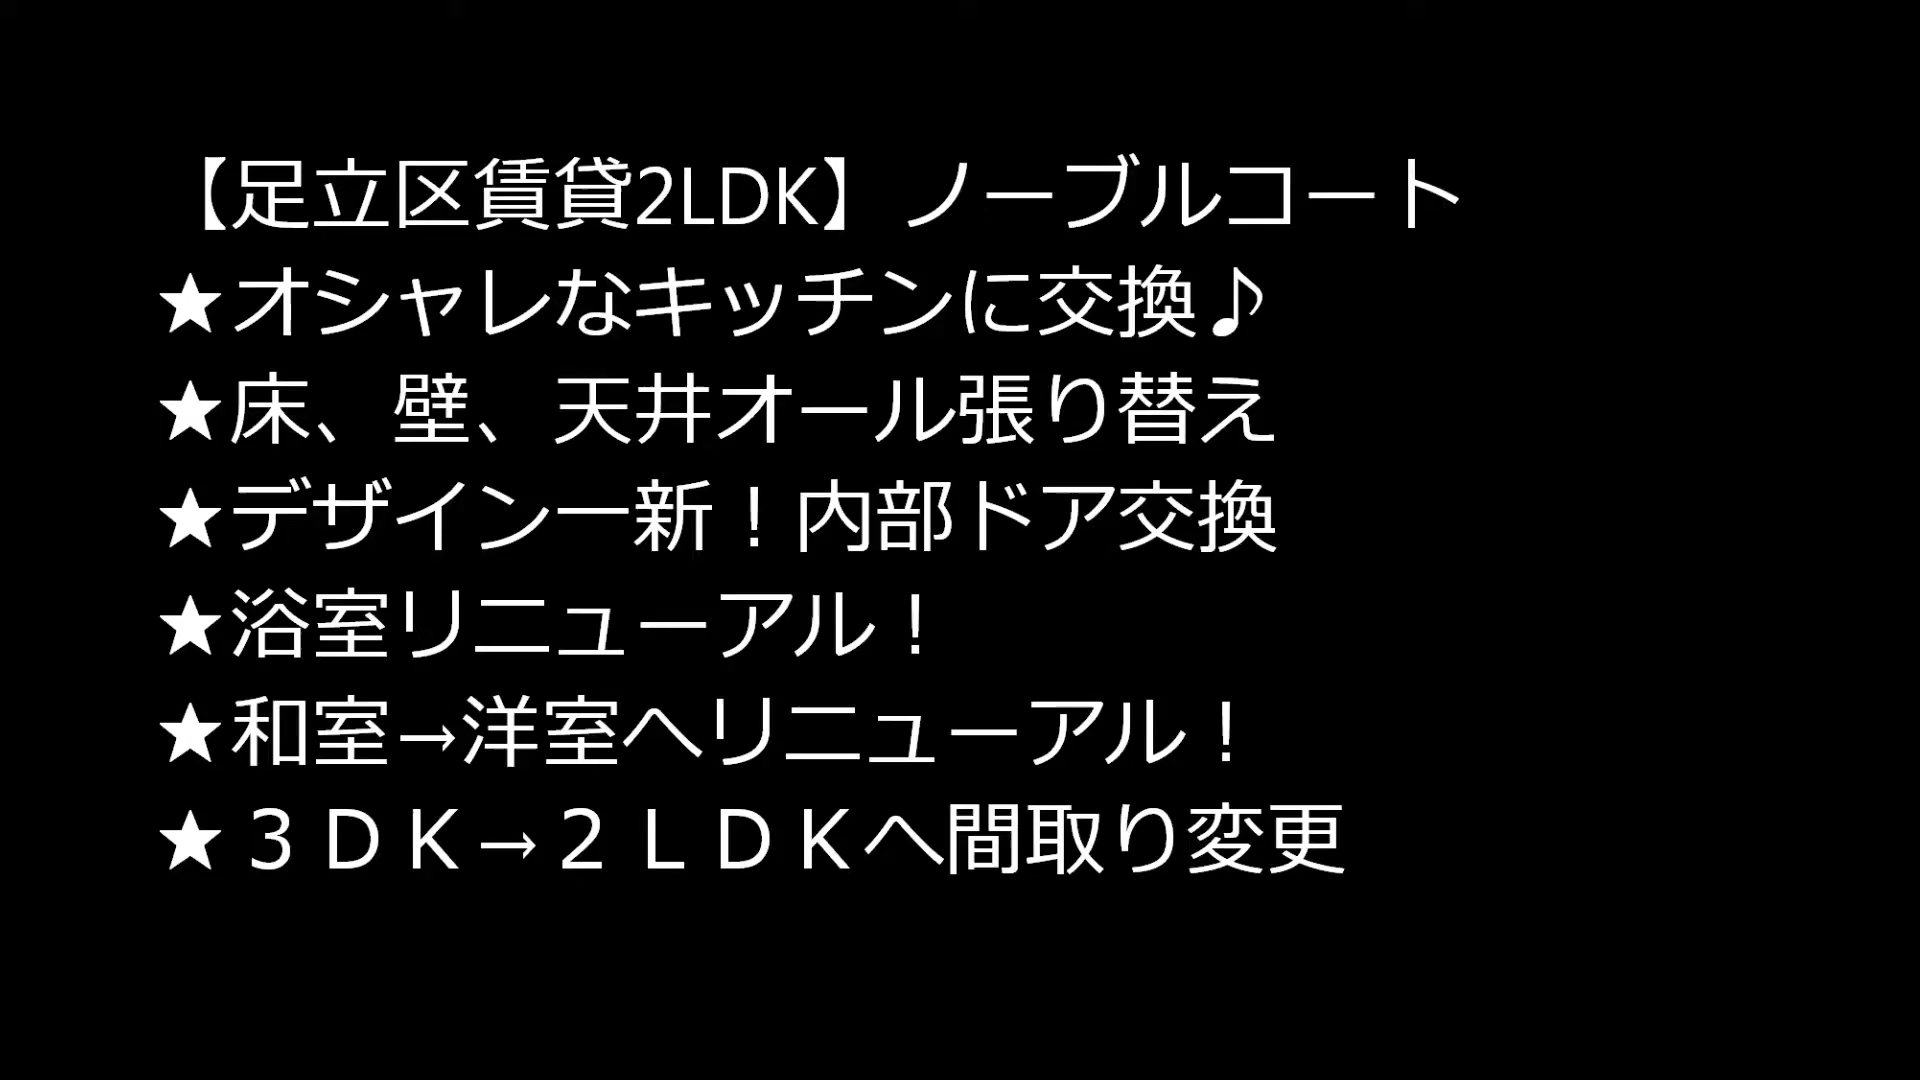 【足立区賃貸2LDK】ノーブルコート
★オシャレなキッチンに交換♪
★床、壁、天井オール張り替え
★デザイン一新！内部ドア交換
★浴室リニューアル！
★和室→洋室へリニューアル！
★３ＤＫ→２ＬＤＫへ間取り変更